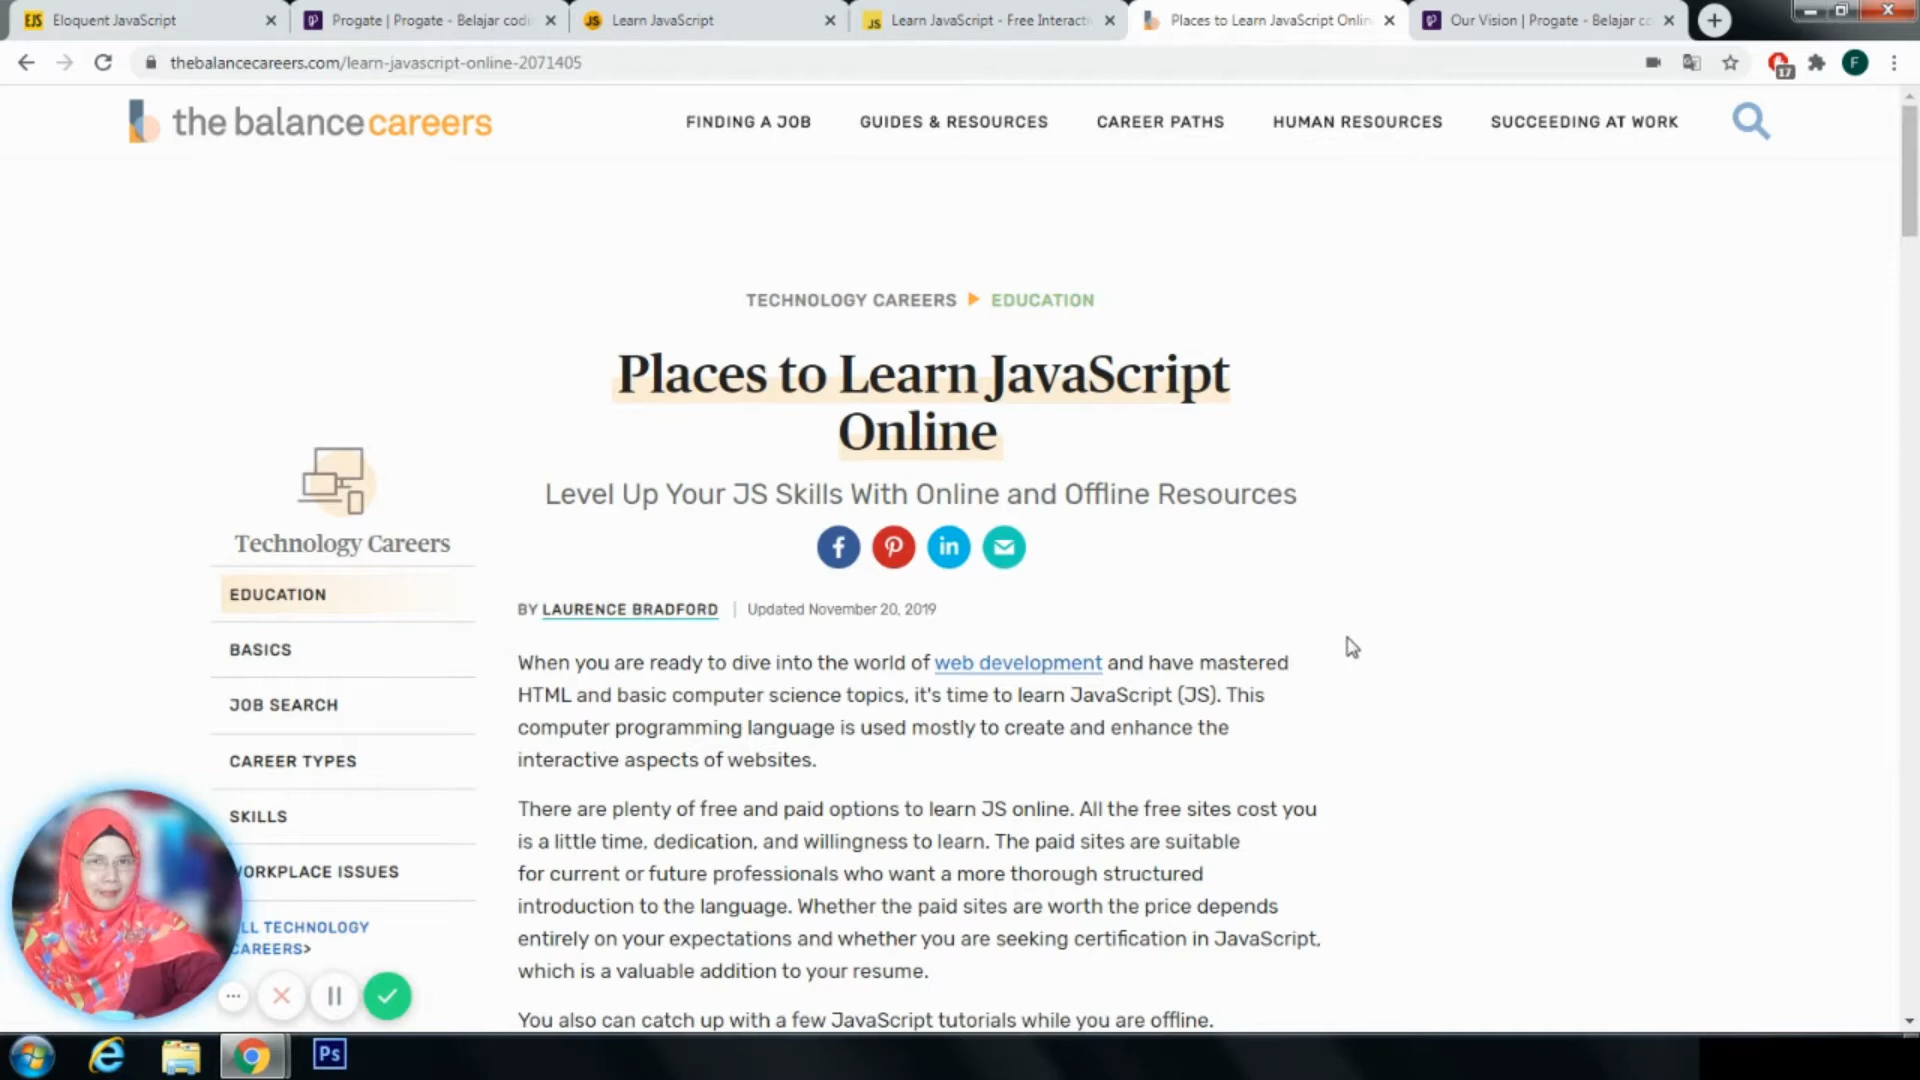 Eloquent JavaScript
Progate | Progate - Belajar codi
Learn JavaScript
Learn JavaScript - Free Interacti
Places to Learn JavaScript Onlin
Our Vision | Progate - Belajar co
thebalancecareers.com/learn-javascript-online-2071405
17
F
the balance careers
FINDING A JOB
GUIDES & RESOURCES
CAREER PATHS
HUMAN RESOURCES
SUCCEEDING AT WORK
TECHNOLOGY CAREERS
EDUCATION
Places to Learn JavaScript
Online
Level Up Your JS Skills With Online and Offline Resources
BY LAURENCE BRADFORD | Updated November 20, 2019
When you are ready to dive into the world of web development and have mastered
HTML and basic computer science topics, it's time to learn JavaScript (JS). This
computer programming language is used mostly to create and enhance the
interactive aspects of websites.
There are plenty of free and paid options to learn JS online. All the free sites cost you
is a little time, dedication, and willingness to learn. The paid sites are suitable
for current or future professionals who want a more thorough structured
introduction to the language. Whether the paid sites are worth the price depends
entirely on your expectations and whether you are seeking certification in JavaScript,
which is a valuable addition to your resume.
You also can catch up with a few JavaScript tutorials while you are offline.
Technology Careers
EDUCATION
BASICS
JOB SEARCH
CAREER TYPES
SKILLS
ORKPLACE ISSUES
LL TECHNOLOGY
CAREERS>
Ps